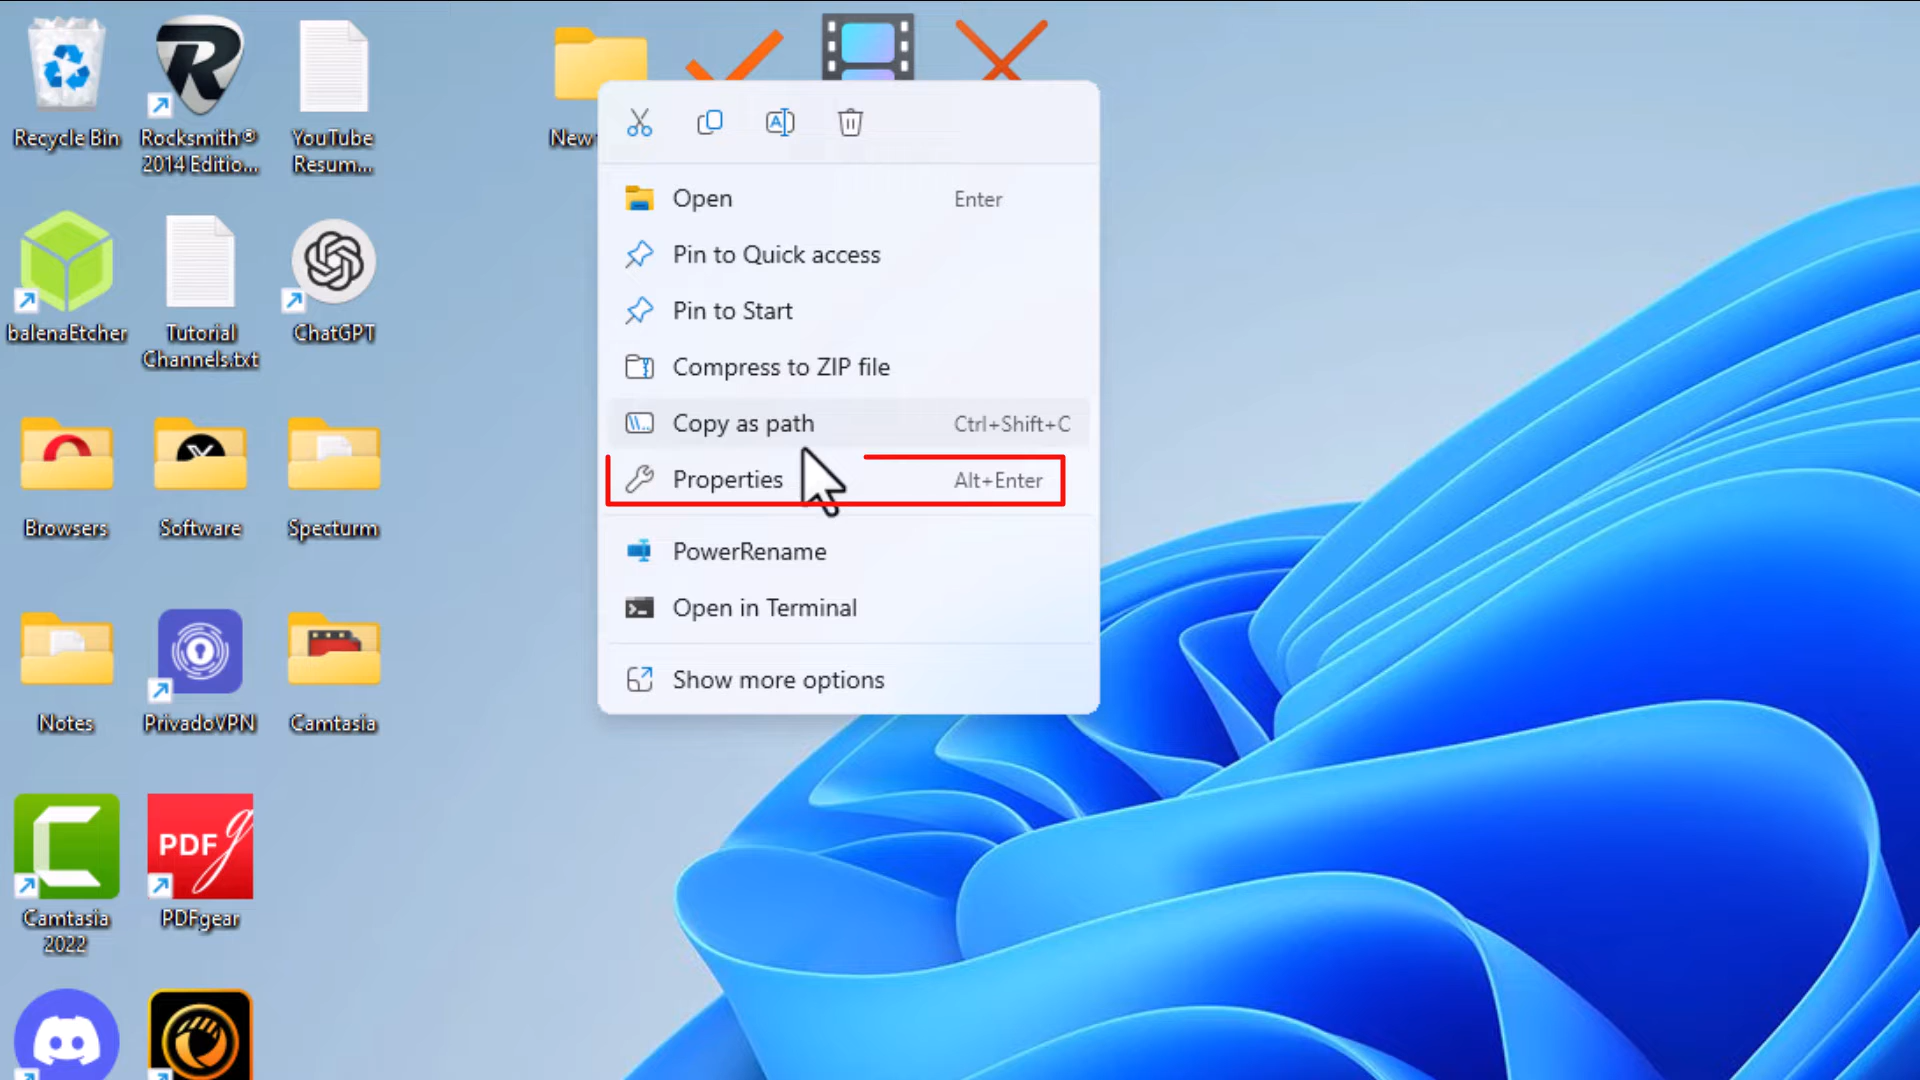 Recycle Bin
Rocksmith®
2014 Editio...
YouTube
Resum...
New
balenaEtcher
Tutorial
Channels.txt
ChatGPT
Browsers
Software
Specturm
Notes
PrivadoVPN
Camtasia
Camtasia
2022
PDF g
PDFgear
A
Open Enter
Pin to Quick access
Pin to Start
Compress to ZIP file
Copy as path Ctrl+Shift+C
Properties Alt+Enter
PowerRename
Open in Terminal
Show more options